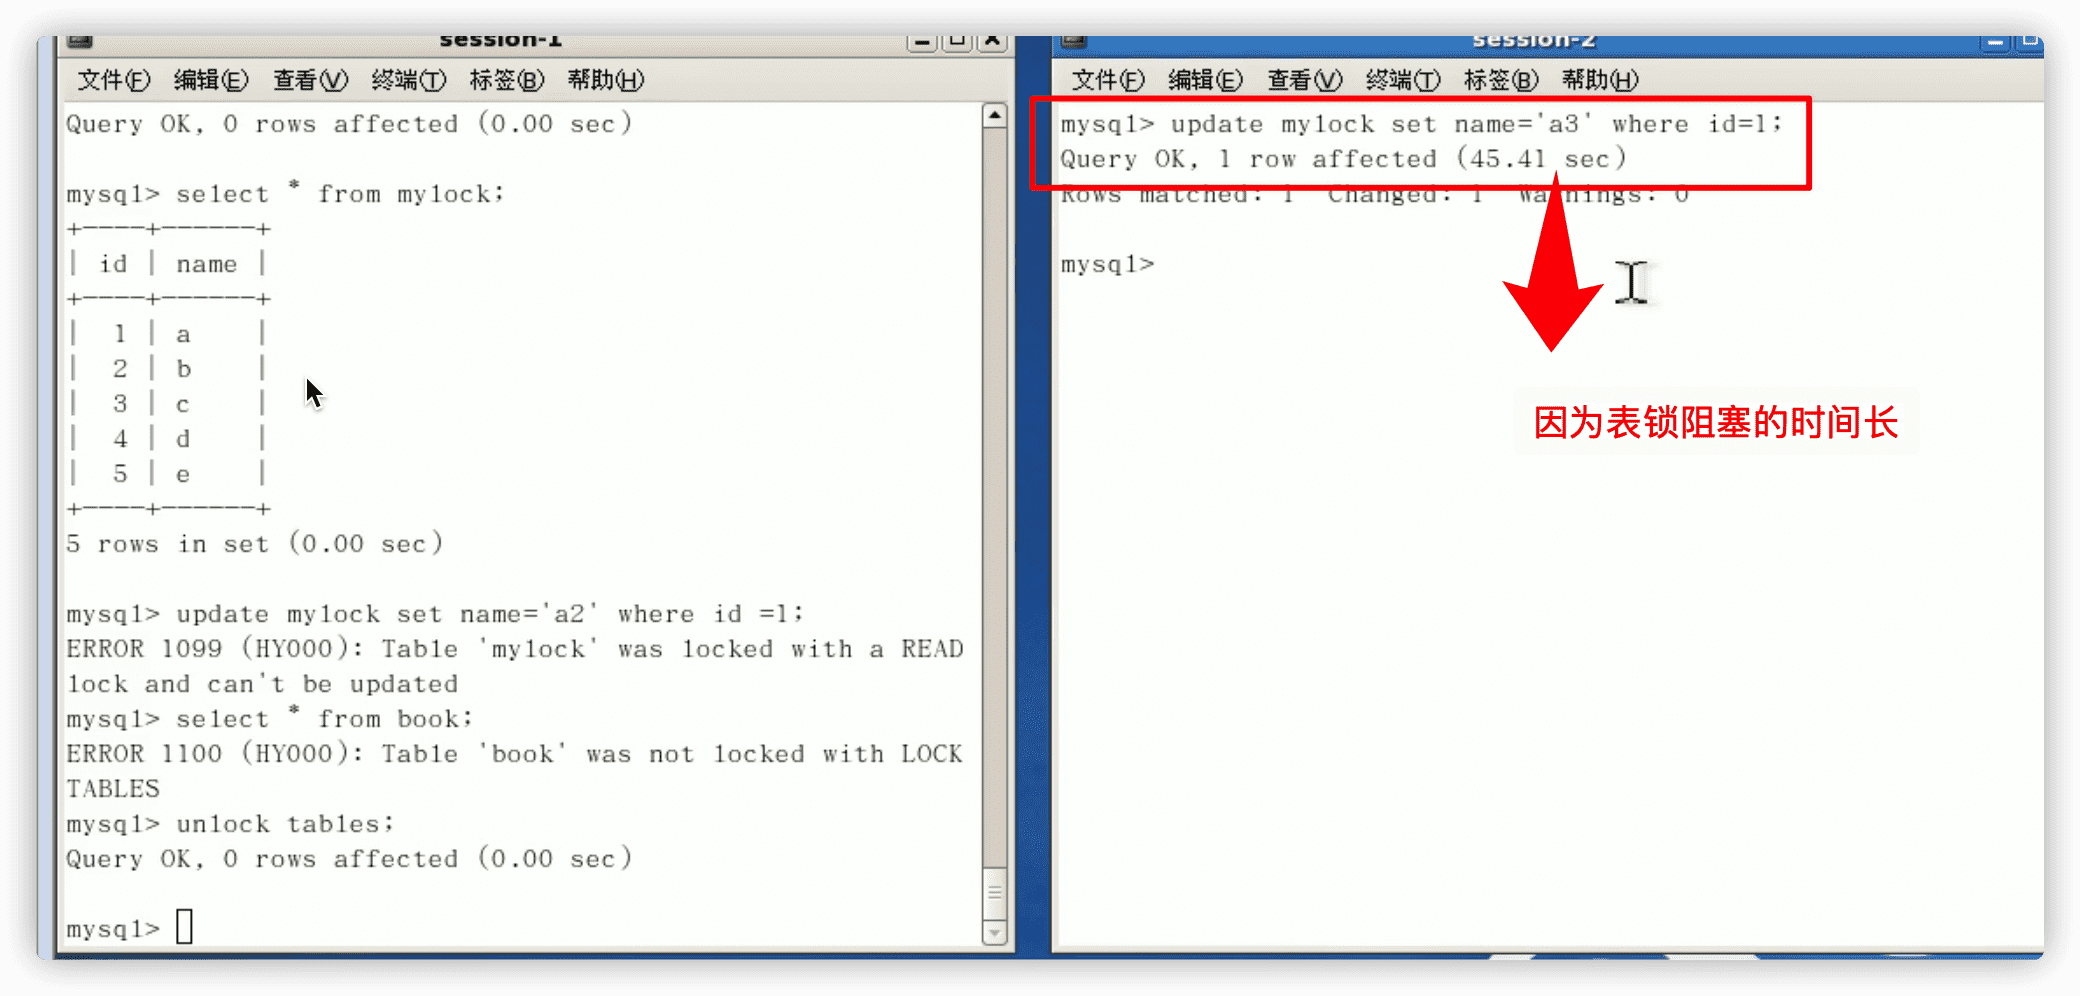 session-1
文件(F) 编辑(E) 查看(V) 终端(T) 标签(B) 帮助(H)
Query OK, 0 rows affected (0.00 sec)
mysql> select * from mylock;
+----+------+
| id | name |
+----+------+
| 1 | a |
| 2 | b |
| 3 | c |
| 4 | d |
| 5 | e |
+----+------+
5 rows in set (0.00 sec)
mysql> update mylock set name='a2' where id =1;
ERROR 1099 (HY000): Table 'mylock' was locked with a READ
lock and can't be updated
mysql> select * from book;
ERROR 1100 (HY000): Table 'book' was not locked with LOCK
TABLES
mysql> unlock tables;
Query OK, 0 rows affected (0.00 sec)
mysql>
session-2
文件(F) 编辑(E) 查看(V) 终端(T) 标签(B) 帮助(H)
mysql> update mylock set name='a3' where id=1;
Query OK, 1 row affected (45.41 sec)
Rows matched: 1 Changed: 1 Warnings: 0
mysql>
因为表锁阻塞的时间长